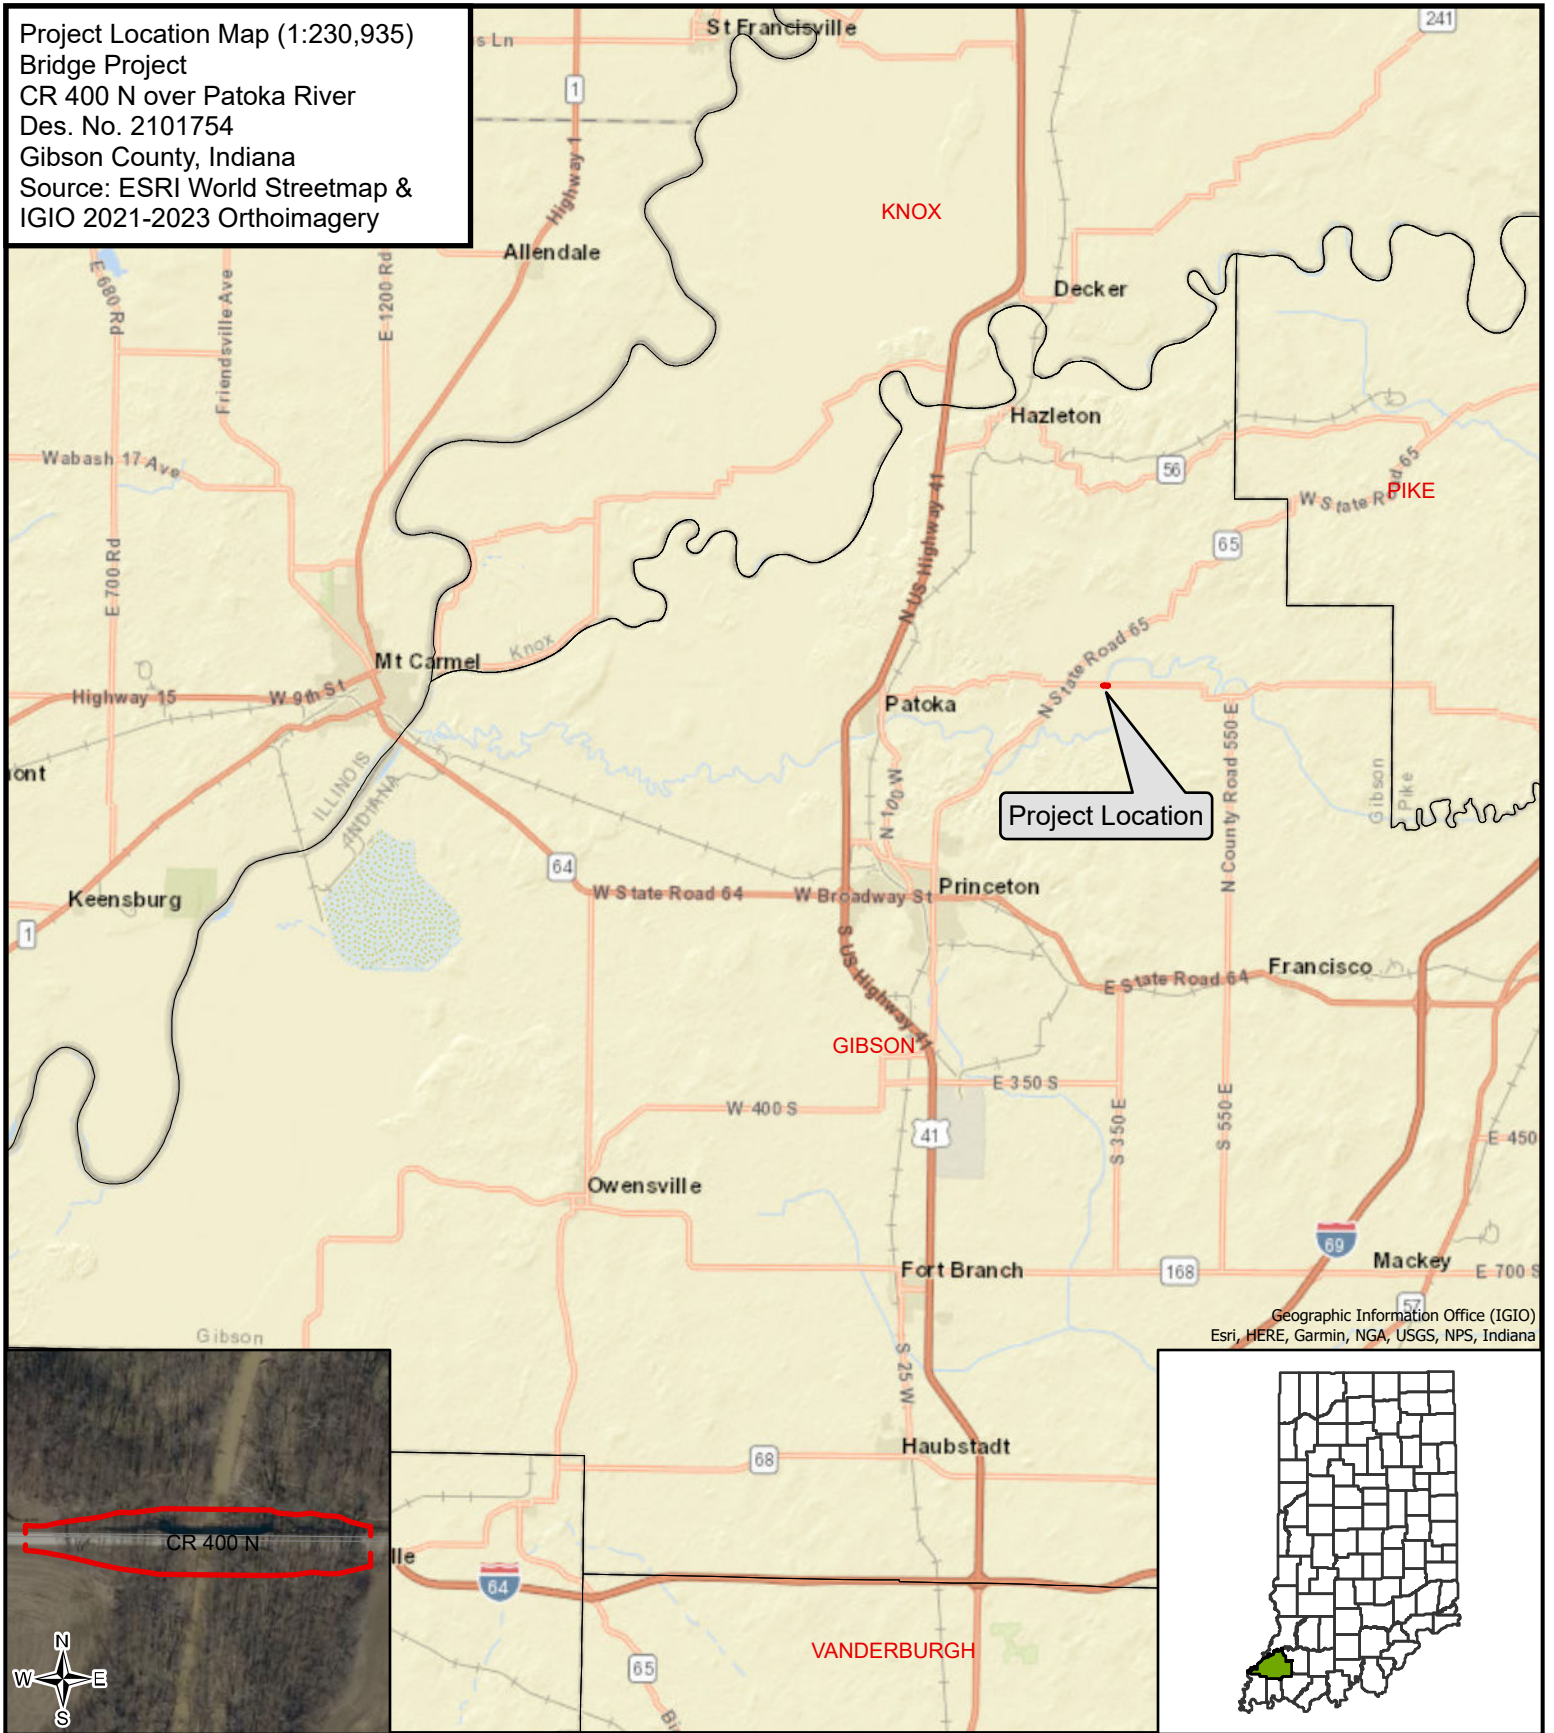 Project Location Map (1:230,935)
Bridge Project
CR 400 N over Patoka River
Des. No. 2101754
Gibson County, Indiana
Source: ESRI World Streetmap &
IGIO 2021-2023 Orthoimagery
s Ln
St Francisville
241
1
Highway 1
KNOX
Allendale
E 680 Rd
Friendsville Ave
E 1200 Rd
Decker
Hazleton
Wabash 17 Ave
56
W State Road 65
PIKE
N US Highway 41
65
E 700 Rd
N State Road 65
Knox
Mt Carmel
Highway 15
W 9th St
Patoka
N County Road 550 E
ont
ILLINOIS
INDIANA
N 100 W
Gibson
Pike
Project Location
64
W State Road 64
W Broadway St
Princeton
Keensburg
1
S US Highway 41
Francisco
E State Road 64
GIBSON
E 350 S
W 400 S
41
S 350 E
S 550 E
E 450
Owensville
69
Mackey
Fort Branch
168
E 700 S
57
Geographic Information Office (IGIO)
Esri, HERE, Garmin, NGA, USGS, NPS, Indiana
Gibson
S 25 W
Haubstadt
68
CR 400 N
lle
64
VANDERBURGH
65
Bi
N
W E
S